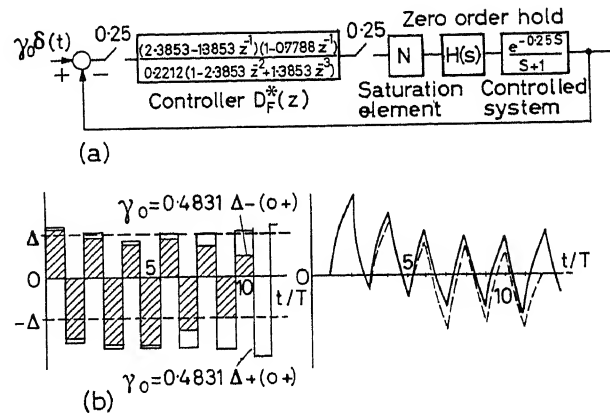 γ₀δ(t)
+
−
0.25
(2·3853−1·3853 z⁻¹)(1−0.7788 z⁻¹)
0.2212(1−2.3853 z⁻²+1.3853 z⁻³)
Controller D*F(z)
0.25
Zero order hold
N
H(s)
e^-0.25S
S+1
Saturation element
Controlled system
(a)
γ₀=0.4831 Δ−(0+)
Δ
0
−Δ
5
10
t/T
γ₀=0.4831 Δ+(0+)
0
5
10
t/T
(b)